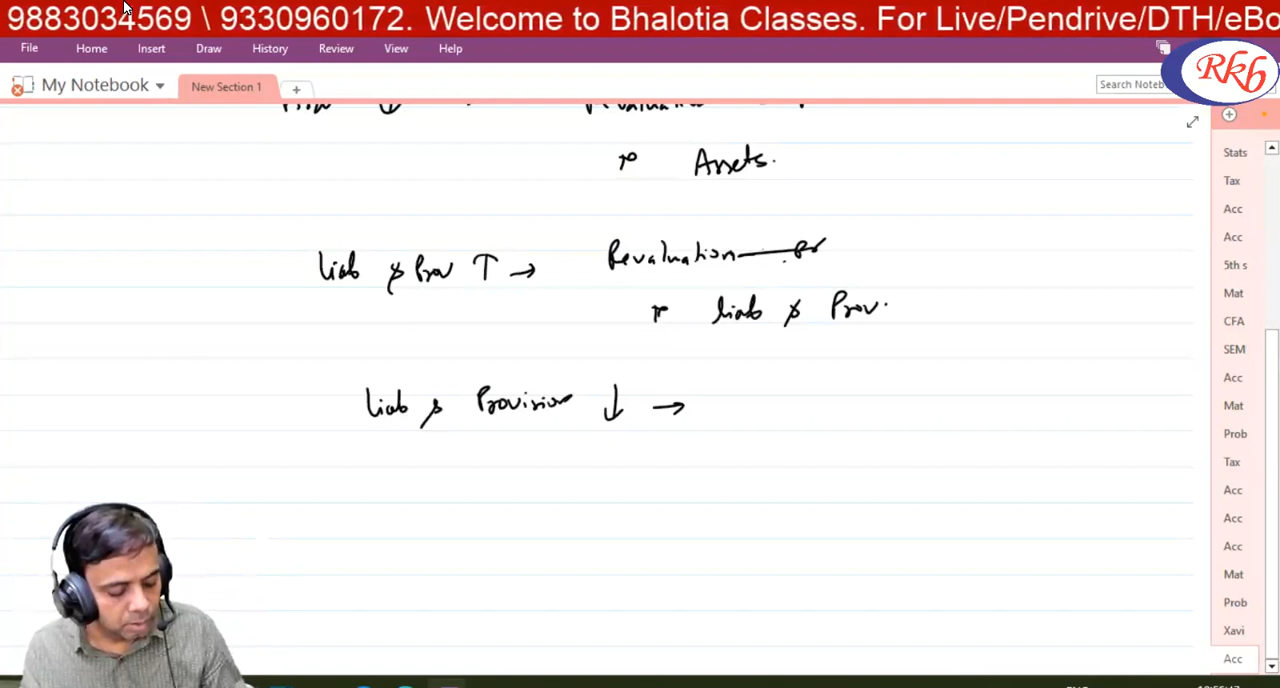 9883034569 \ 9330960172. Welcome to Bhalotia Classes. For Live/Pendrive/DTH/eBo
File Home Insert Draw History Review View Help
Rkb
My Notebook
New Section 1
+
Search Noteb
Assets.
Liab & Prov ↑ → Revaluation — Dr
To Liab & Prov.
Liab & Provision ↓ →
Stats
Tax
Acc
Acc
5th s
Mat
CFA
SEM
Acc
Mat
Prob
Tax
Acc
Acc
Acc
Mat
Prob
Xavi
Acc